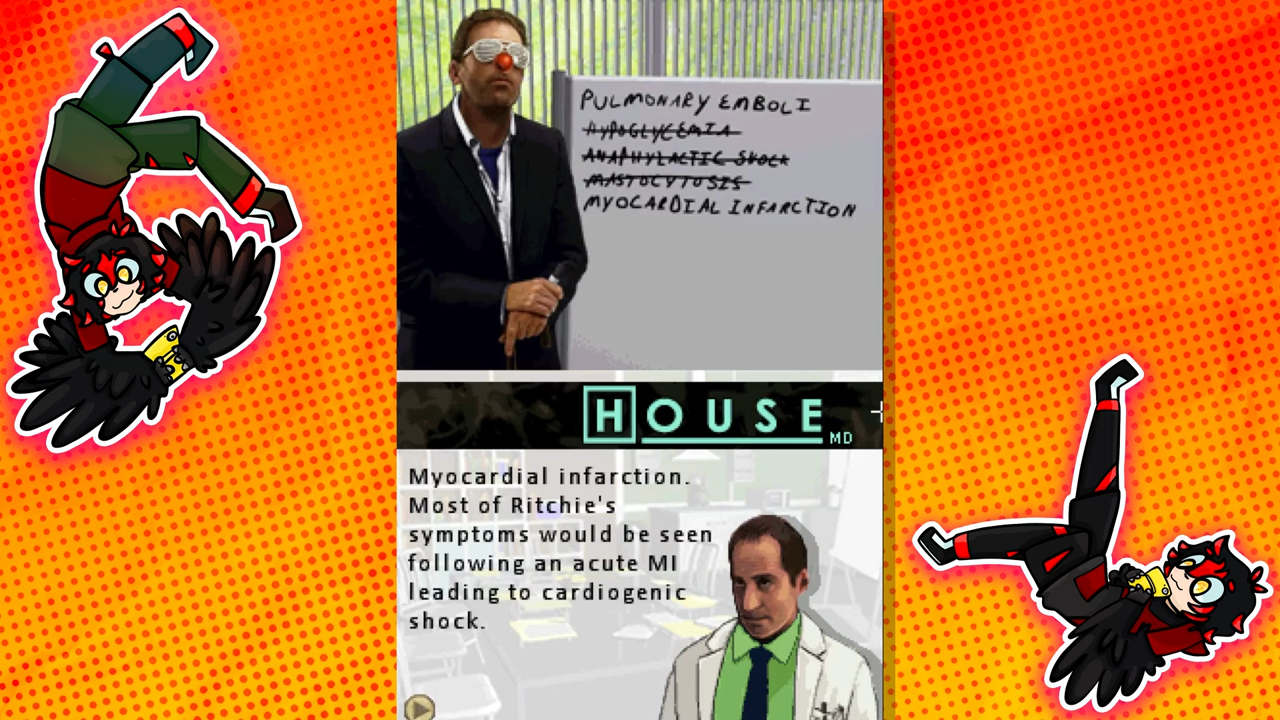 PULMONARY EMBOLI
HYPOGLYCEMIA
ANAPHYLACTIC SHOCK
MASTOCYTOSIS
MYOCARDIAL INFARCTION
HOUSE
MD
Myocardial infarction.
Most of Ritchie's
symptoms would be seen
following an acute MI
leading to cardiogenic
shock.